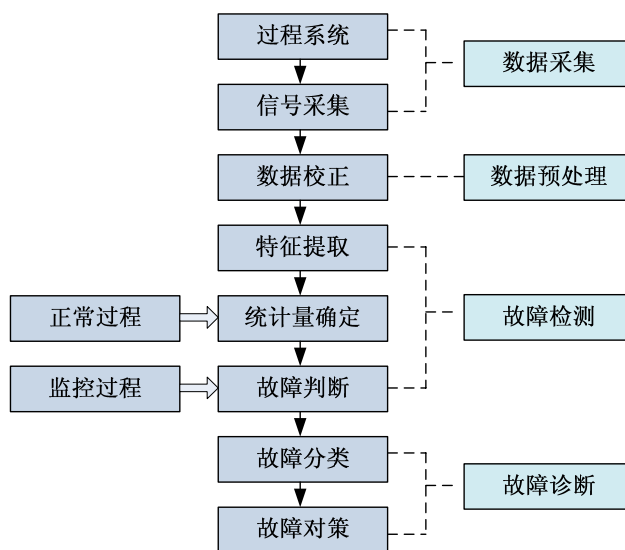 过程系统
数据采集
信号采集
数据校正
数据预处理
特征提取
正常过程
统计量确定
故障检测
监控过程
故障判断
故障分类
故障诊断
故障对策